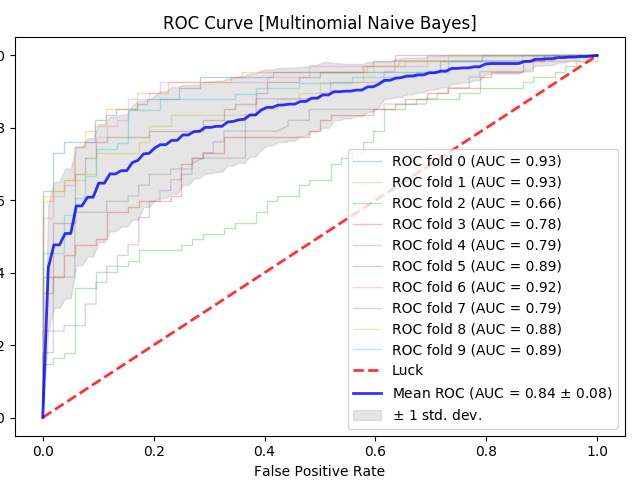 ROC Curve [Multinomial Naive Bayes]
ROC fold 0 (AUC = 0.93)
ROC fold 1 (AUC = 0.93)
ROC fold 2 (AUC = 0.66)
ROC fold 3 (AUC = 0.78)
ROC fold 4 (AUC = 0.79)
ROC fold 5 (AUC = 0.89)
ROC fold 6 (AUC = 0.92)
ROC fold 7 (AUC = 0.79)
ROC fold 8 (AUC = 0.88)
ROC fold 9 (AUC = 0.89)
Luck
Mean ROC (AUC = 0.84 ± 0.08)
± 1 std. dev.
0.0 0.2 0.4 0.6 0.8 1.0
False Positive Rate